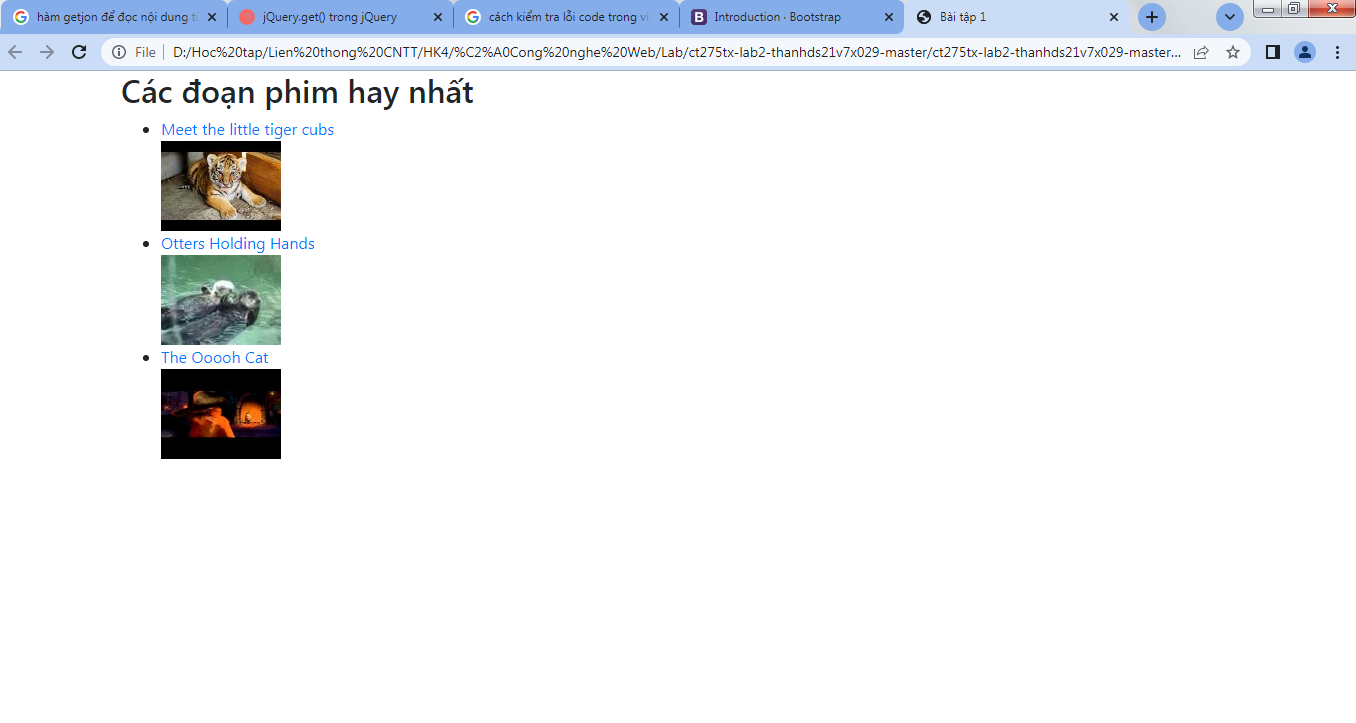 hàm getjon để đọc nội dung
jQuery.get() trong jQuery
cách kiểm tra lỗi code trong
Introduction · Bootstrap
Bài tập 1
File
D:/Hoc%20tap/Lien%20thong%20CNTT/HK4/%C2%A0Cong%20nghe%20Web/Lab/ct275tx-lab2-thanhds21v7x029-master/ct275tx-lab2-thanhds21v7x029-master...
Các đoạn phim hay nhất
Meet the little tiger cubs
Otters Holding Hands
The Ooooh Cat